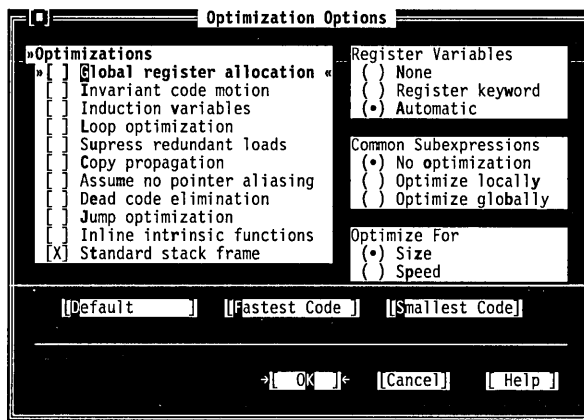 [□] Optimization Options
»Optimizations
»[ ] Global register allocation «
[ ] Invariant code motion
[ ] Induction variables
[ ] Loop optimization
[ ] Supress redundant loads
[ ] Copy propagation
[ ] Assume no pointer aliasing
[ ] Dead code elimination
[ ] Jump optimization
[ ] Inline intrinsic functions
[X] Standard stack frame
Register Variables
( ) None
( ) Register keyword
(•) Automatic
Common Subexpressions
(•) No optimization
( ) Optimize locally
( ) Optimize globally
Optimize For
(•) Size
( ) Speed
[Default ] [Fastest Code ] [Smallest Code]
→[ OK ]← [Cancel] [ Help ]